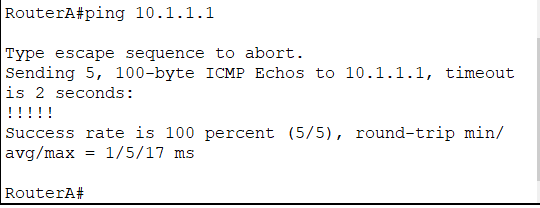 RouterA#ping 10.1.1.1
Type escape sequence to abort.
Sending 5, 100-byte ICMP Echos to 10.1.1.1, timeout
is 2 seconds:
!!!!!
Success rate is 100 percent (5/5), round-trip min/
avg/max = 1/5/17 ms
RouterA#